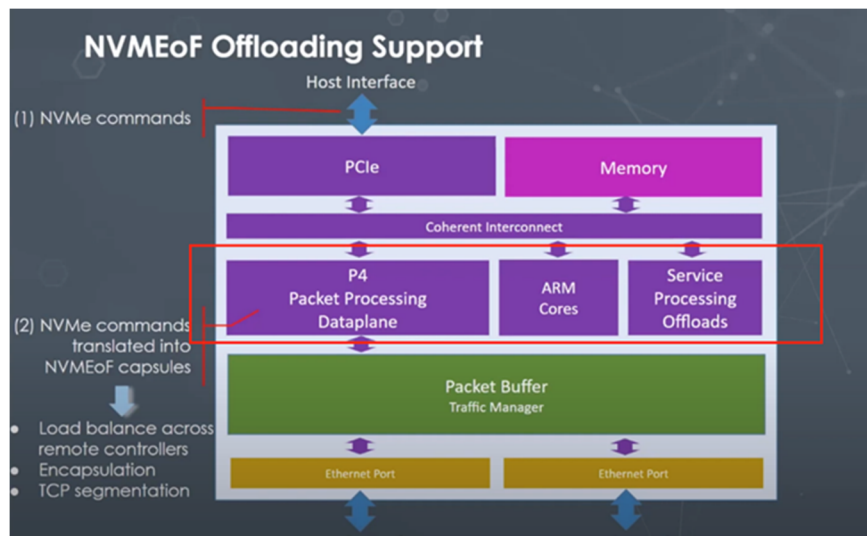 NVMEoF Offloading Support
Host Interface
(1) NVMe commands
PCIe
Memory
Coherent Interconnect
P4
Packet Processing
Dataplane
ARM
Cores
Service
Processing
Offloads
(2) NVMe commands
translated into
NVMEoF capsules
Packet Buffer
Traffic Manager
● Load balance across
remote controllers
● Encapsulation
● TCP segmentation
Ethernet Port
Ethernet Port